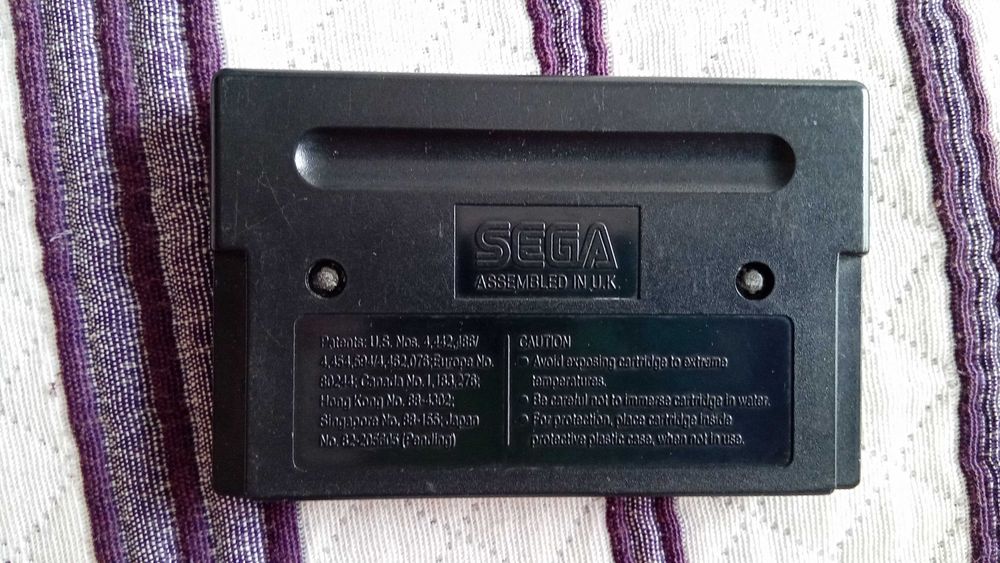 SEGA
ASSEMBLED IN U.K.
Patents: U.S. Nos. 4,442,486/
4,454,594/4,462,076;Europe No.
80244; Canada No.1,183,276;
Hong Kong No. 88-4302;
Singapore No. 88-155; Japan
No. 82-205605 (Pending)
CAUTION
● Avoid exposing cartridge to extreme
temperatures.
● Be careful not to immerse cartridge in water.
● For protection, place cartridge inside
protective plastic case, when not in use.